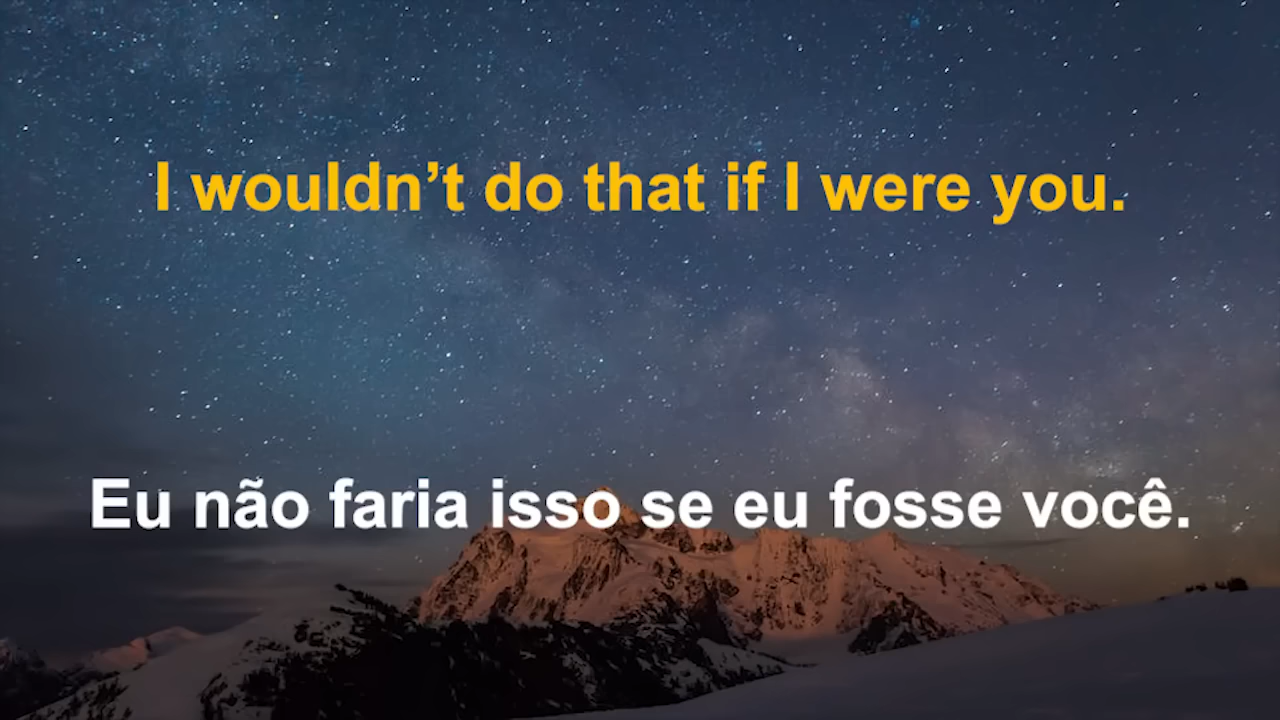 I wouldn’t do that if I were you.
Eu não faria isso se eu fosse você.